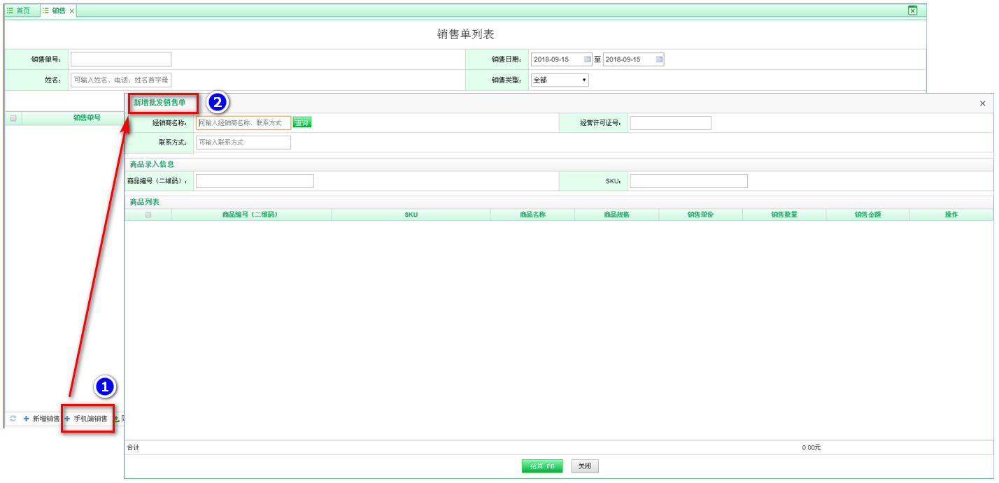 首页 销售
销售单列表
销售单号： 销售日期： 2018-09-15 至 2018-09-15
姓名： 可输入姓名、电话、姓名首字母 销售类型： 全部
新增批发销售单 2
销售单号
经销商名称： 可输入经销商名称、联系方式 查询 经营许可证号：
联系方式： 可输入联系方式
商品录入信息
商品编号（二维码）： SKU：
商品列表
商品编号（二维码） SKU 商品名称 商品规格 销售单价 销售数量 销售金额 操作
1
新增销售 手机端销售
合计 0.00元
结算 F6 关闭